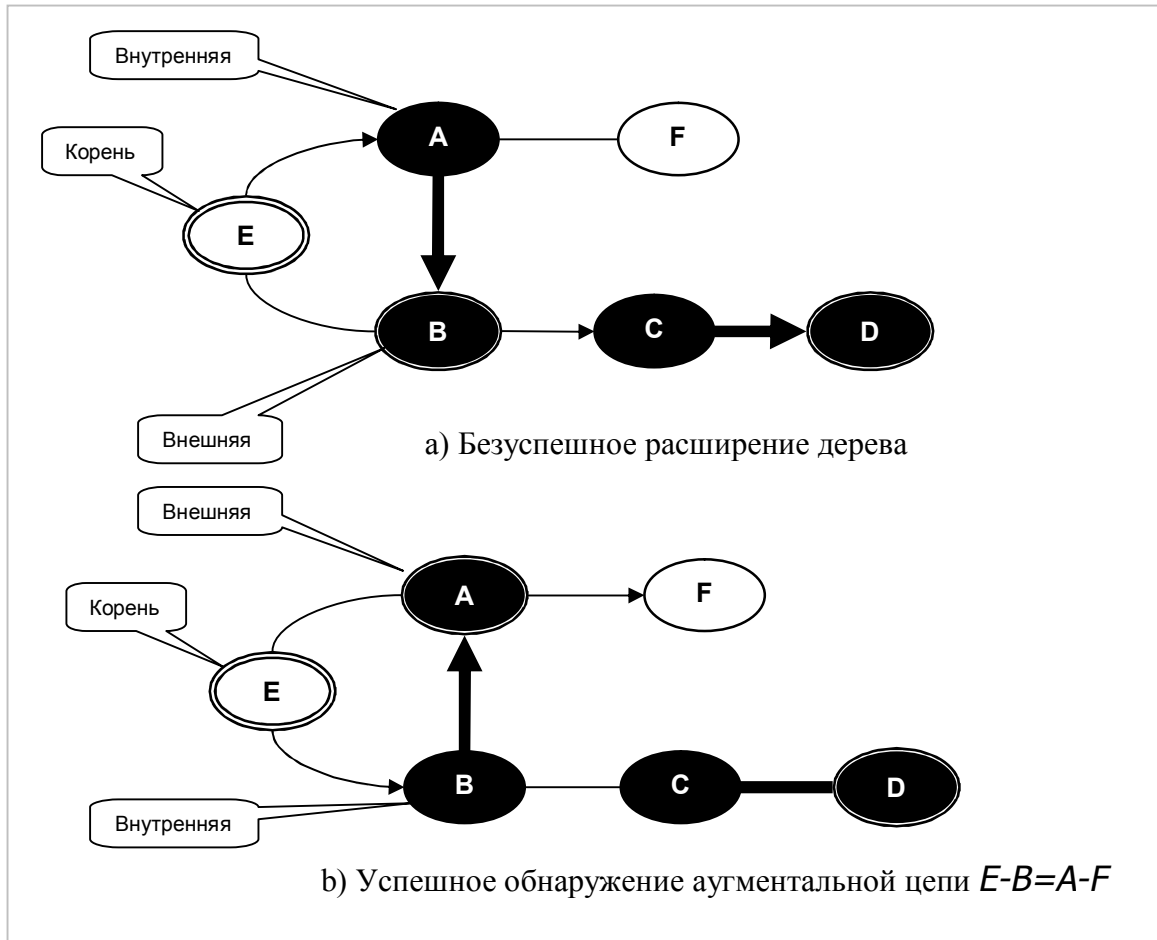 Внутренняя
A
F
Корень
E
B
C
D
Внешняя
a) Безуспешное расширение дерева
Внешняя
A
F
Корень
E
B
C
D
Внутренняя
b) Успешное обнаружение аугментальной цепи E-B=A-F